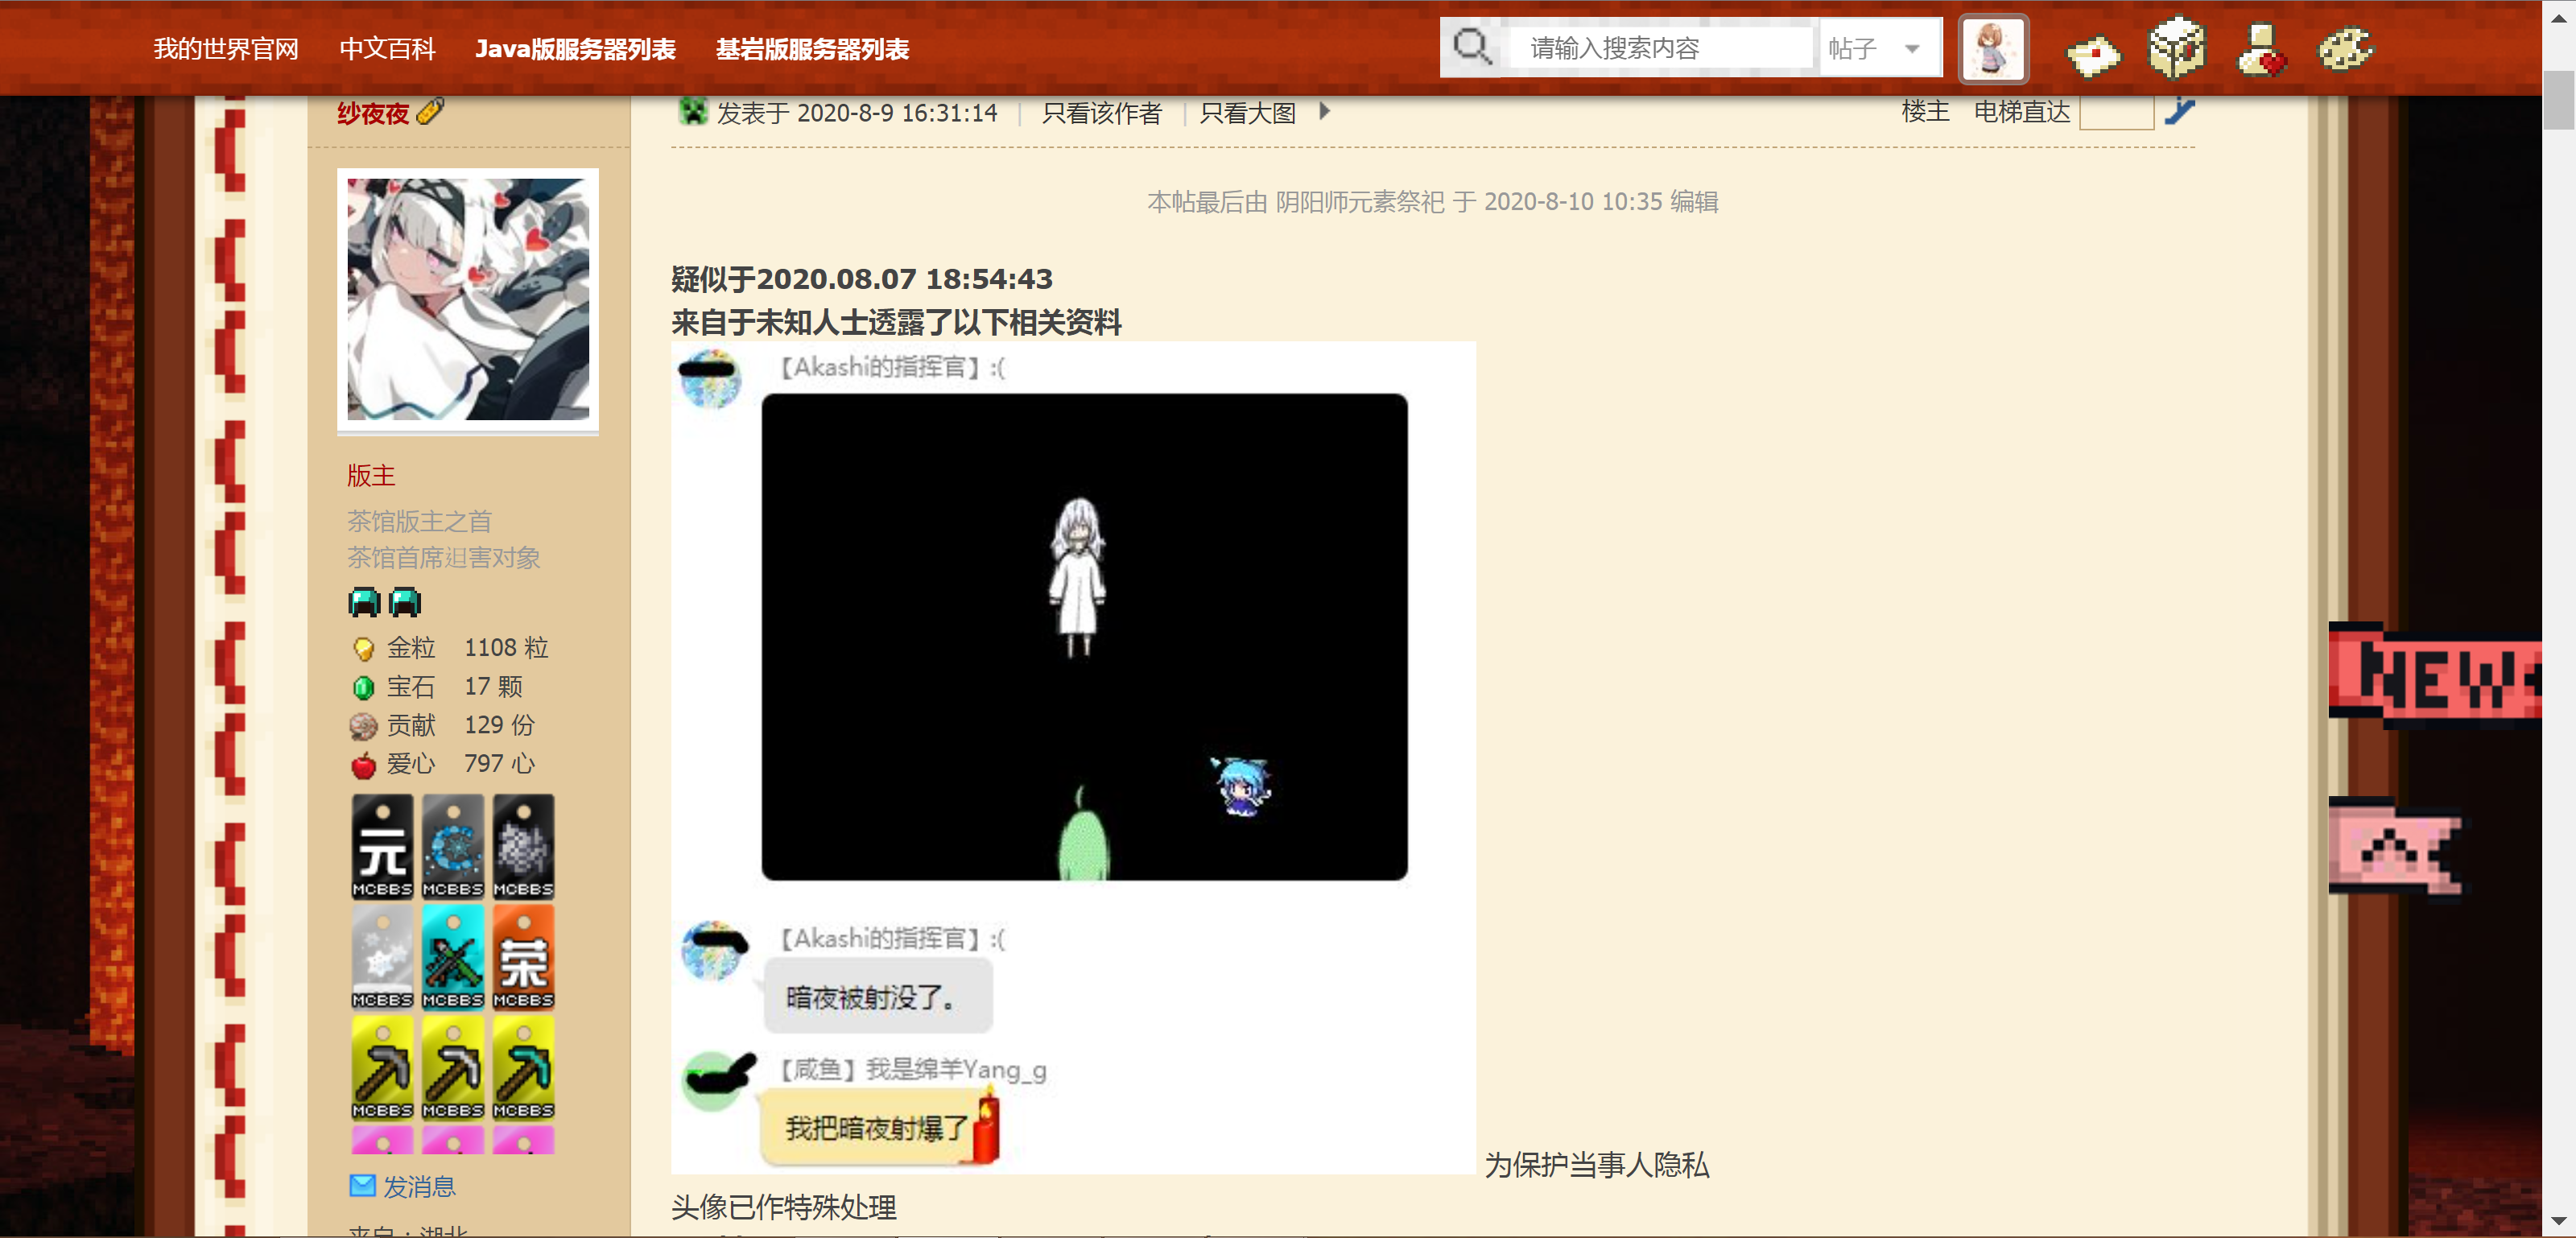 我的世界官网 中文百科 Java版服务器列表 基岩版服务器列表 请输入搜索内容 帖子
纱夜夜
发表于 2020-8-9 16:31:14 | 只看该作者 | 只看大图
楼主 电梯直达
本帖最后由 阴阳师元素祭祀 于 2020-8-10 10:35 编辑
版主
茶馆版主之首
茶馆首席迌害对象
金粒 1108 粒
宝石 17 颗
贡献 129 份
爱心 797 心
元
MCBBS MCBBS MCBBS
荣
MCBBS MCBBS MCBBS
MCBBS MCBBS MCBBS
发消息
来自：湖北
疑似于2020.08.07 18:54:43
来自于未知人士透露了以下相关资料
【Akashi的指挥官】:(
【Akashi的指挥官】:(
暗夜被射没了。
【咸鱼】我是绵羊Yang_g
我把暗夜射爆了
为保护当事人隐私
头像已作特殊处理
NEW